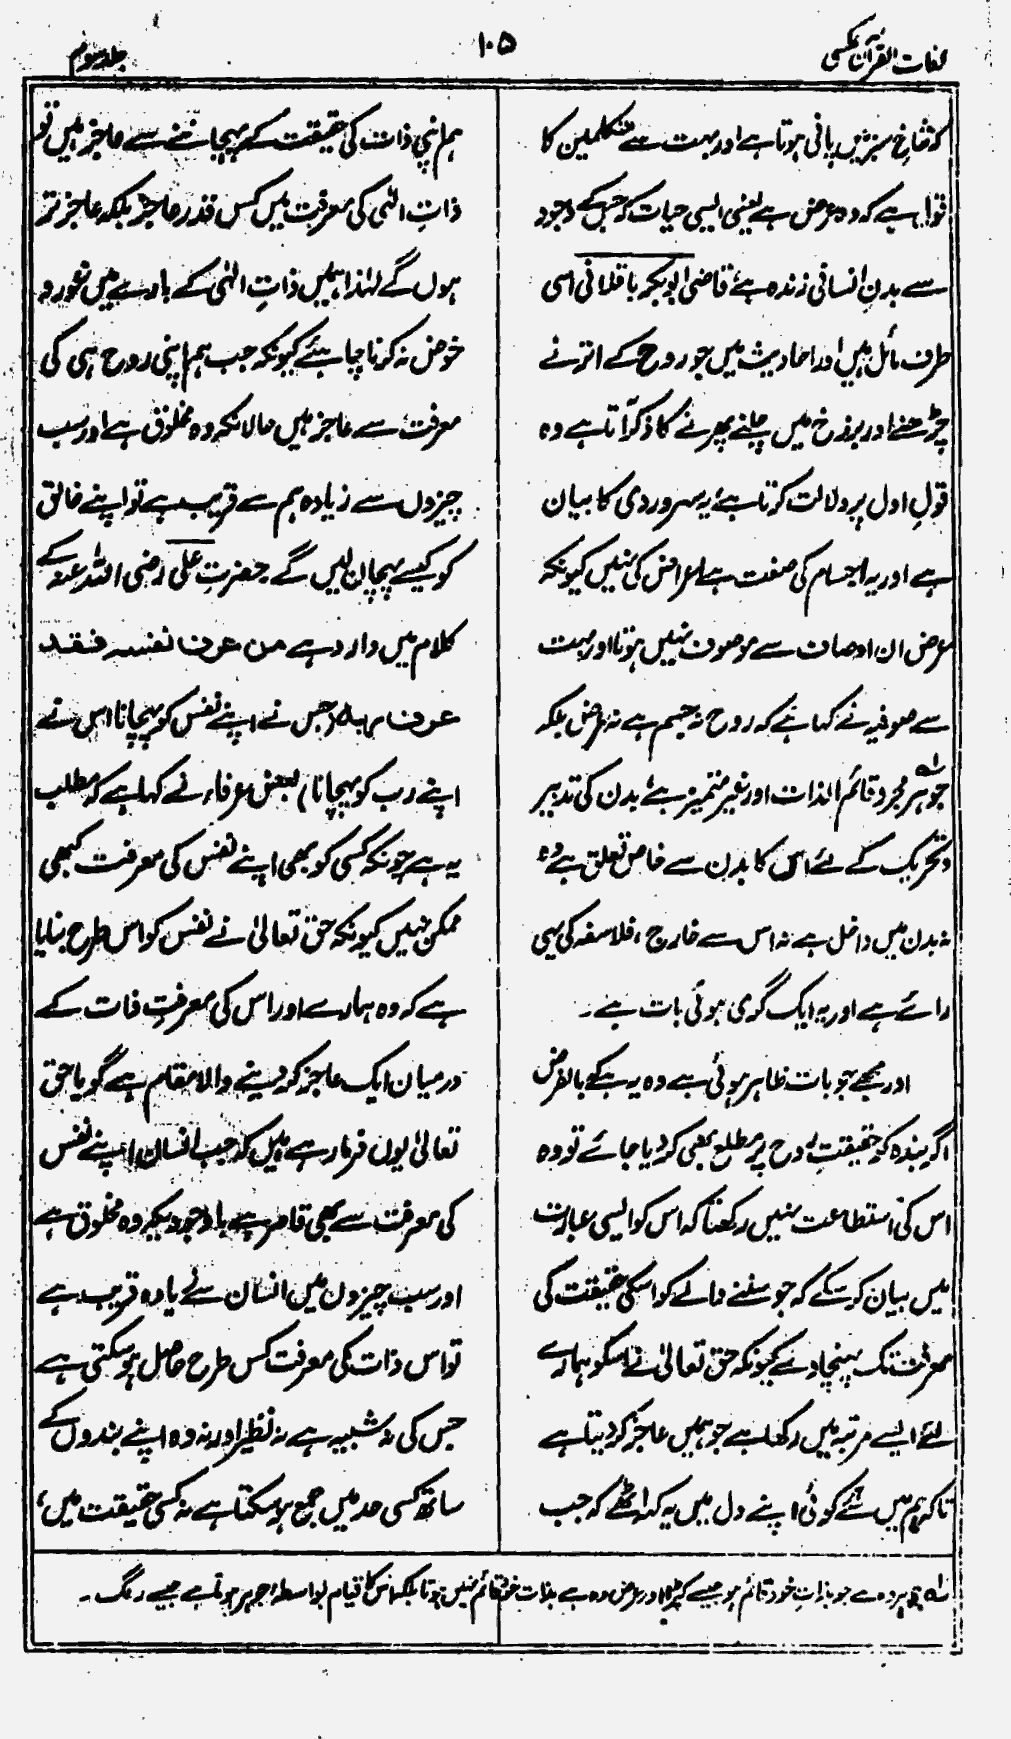 لغات القرآن عکسی
۱۰۵
جلد سوم
کہ شاخ سبز میں پانی ہوتا ہے اور بہت سے متکلمین کا
قول ہے کہ وہ عرض ہے یعنی ایسی حیات کہ جس کے وجود
سے بدنِ انسانی زندہ ہے، قاضی ابو بکر باقلانی اسی
طرف مائل ہیں اور احادیث میں جو روح کے اترنے
چڑھنے اور برزخ میں چلنے پھرنے کا ذکر آتا ہے وہ
قولِ اول پر دلالت کرتا ہے، یہ سہروردی کا بیان
ہے اور یہ اجسام کی صفت ہے اعراض کی نہیں کیونکہ
عرض ان اوصاف سے موصوف نہیں ہوتا اور بہت
سے صوفیہ نے کہا ہے کہ روح نہ جسم ہے نہ عرض بلکہ
جوہر مجرد قائم بالذات اور غیر متحیز ہے، بدن کی تدبیر
و تحریک کے لئے اس کا بدن سے خاص تعلق ہے وہ
نہ بدن میں داخل ہے نہ اس سے خارج، فلاسفہ کی یہی
رائے ہے اور یہ ایک گری ہوئی بات ہے۔
اور مجھے جو بات ظاہر ہوئی ہے وہ یہ ہے کہ بالفرض
اگر بندہ کو حقیقتِ روح پر مطلع بھی کر دیا جائے تو وہ
اس کی استطاعت نہیں رکھتا کہ اس کو ایسی عبارت
میں بیان کر سکے کہ جو سننے والے کو اسکی حقیقت کی
معرفت تک پہنچا دے کیونکہ حق تعالیٰ نے اسکو ہمارے
لئے ایسے مرتبہ میں رکھا ہے جو ہمیں عاجز کر دیتا ہے
تاکہ ہم میں سے کوئی اپنے دل میں یہ کہہ اٹھے کہ جب
ہم اپنی ذات کی حقیقت کے پہچاننے سے عاجز ہیں تو
ذاتِ الٰہی کی معرفت میں کس قدر عاجز بلکہ عاجز تر
ہوں گے لہٰذا ہمیں ذاتِ الٰہی کے بارے میں غور و
خوض نہ کرنا چاہئے کیونکہ جب ہم اپنی روح ہی کی
معرفت سے عاجز ہیں حالانکہ وہ مخلوق ہے اور سب
چیزوں سے زیادہ ہم سے قریب ہے تو اپنے خالق
کو کیسے پہچان لیں گے حضرت علی رضی اللہ عنہ کے
کلام میں وارد ہے من عرف نفسہ فقد
عرف ربہ (جس نے اپنے نفس کو پہچانا اس نے
اپنے رب کو پہچانا) بعض عرفاء نے کہا ہے کہ مطلب
یہ ہے چونکہ کسی کو بھی اپنے نفس کی معرفت کبھی
ممکن نہیں کیونکہ حق تعالیٰ نے نفس کو اس طرح بنایا
ہے کہ وہ ہمارے اور اس کی معرفتِ ذات کے
درمیان ایک عاجز کر دینے والا مقام ہے گویا حق
تعالیٰ یوں فرما رہے ہیں کہ جب انسان اپنے نفس
کی معرفت سے بھی قاصر ہے باوجودیکہ وہ مخلوق ہے
اور سب چیزوں میں انسان سے زیادہ قریب ہے
تو اس ذات کی معرفت کس طرح حاصل ہو سکتی ہے
جس کی نہ شبیہ ہے نہ نظیر اور نہ وہ اپنے بندوں کے
ساتھ کسی حد میں جمع ہو سکتا ہے نہ کسی حقیقت میں،
لہ جوہر وہ ہے جو بذاتِ خود قائم ہو جیسے کپڑا اور عرض وہ ہے بذات خود قائم نہیں ہوتا بلکہ اس کا قیام بواسطہ جوہر ہوتا ہے جیسے رنگ۔